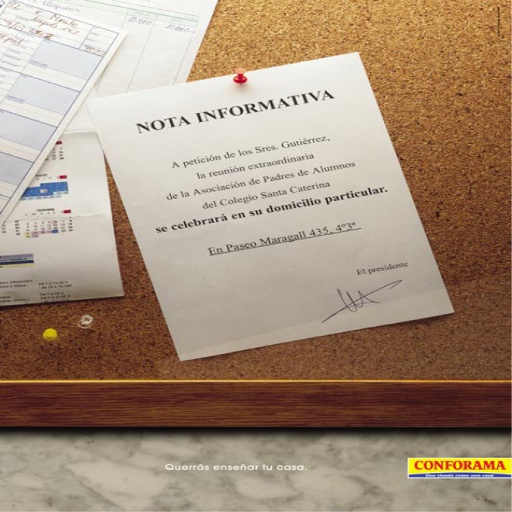 NOTA INFORMATIVA
A petición de los Sres. Gutiérrez,
la reunión extraordinaria
de la Asociación de Padres de Alumnos
del Colegio Santa Caterina
se celebrará en su domicilio particular.
En Paseo Maragall 435, 4º3ª
El presidente
Querrás enseñar tu casa.
CONFORAMA